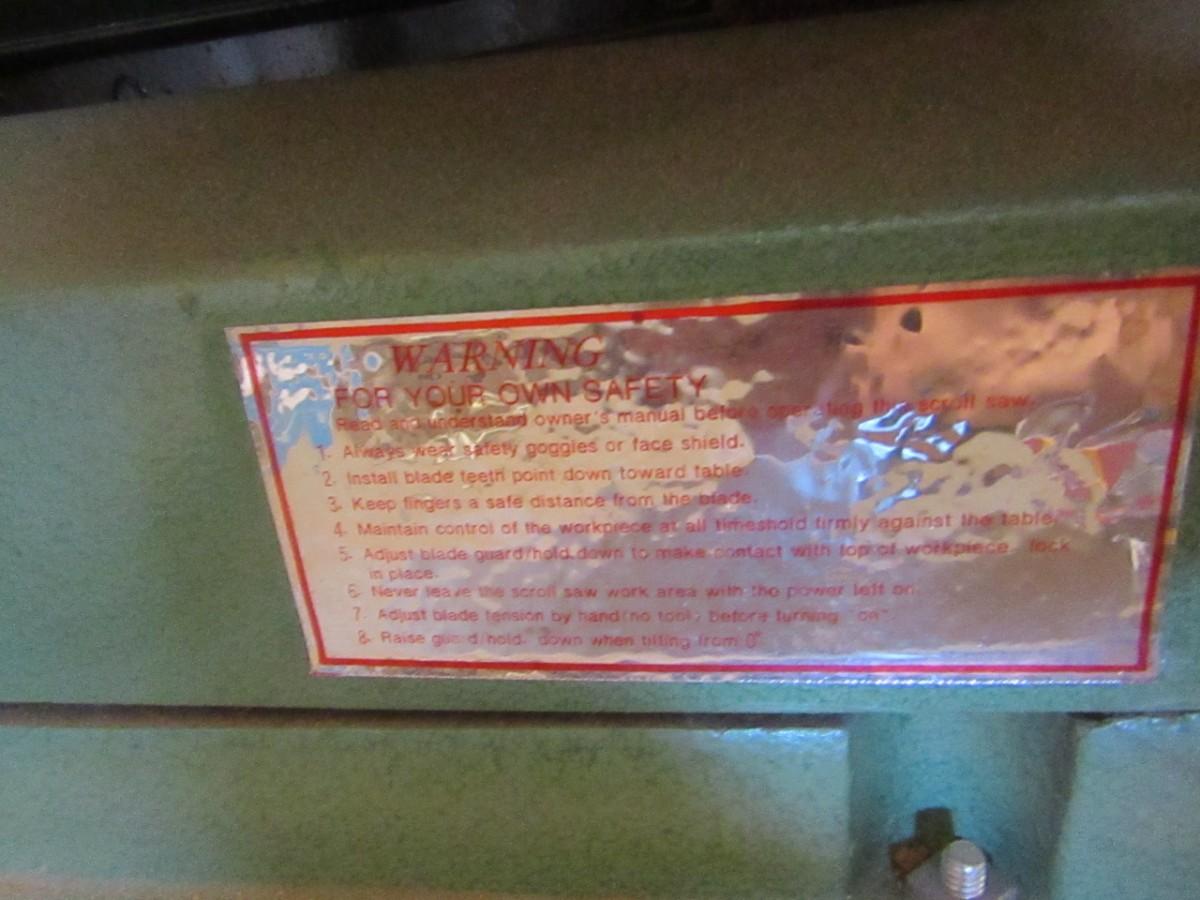 WARNING
FOR YOUR OWN SAFETY
Read and understand owner's manual before operating the scroll saw.
1. Always wear safety goggles or face shield.
2. Install blade teeth point down toward table.
3. Keep fingers a safe distance from the blade.
4. Maintain control of the workpiece at all timeshold firmly against the table.
5. Adjust blade guard/hold.down to make contact with top of workpiece lock
in place.
6. Never leave the scroll saw work area with the power left on.
7. Adjust blade tension by hand(no tool) before turning "on".
8. Raise guard/hold. down when tilting from 0°